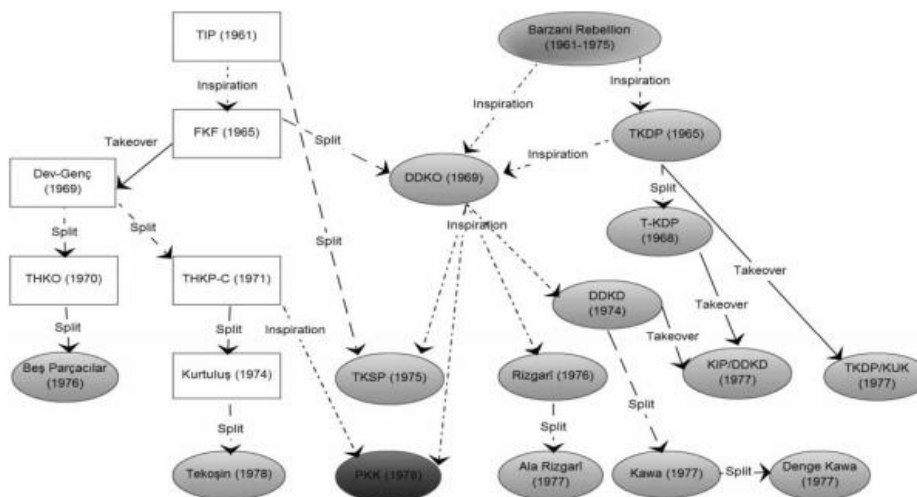 TIP (1961)
Barzani Rebellion
(1961-1975)
Inspiration
Inspiration
Inspiration
FKF (1965)
TKDP (1965)
Takeover
Split
Inspiration
Dev-Genç
(1969)
DDKO (1969)
Split
T-KDP
(1968)
Split
Split
Split
Inspiration
THKO (1970)
THKP-C (1971)
Takeover
DDKD
(1974)
Split
Split
Inspiration
Takeover
Takeover
Beş Parçacılar
(1976)
Kurtuluş (1974)
TKSP (1975)
Rizgarî (1976)
KIP/DDKD
(1977)
TKDP/KUK
(1977)
Split
Split
Split
Tekoşin (1978)
PKK (1978)
Ala Rizgarî
(1977)
Kawa (1977)
Split
Denge Kawa
(1977)